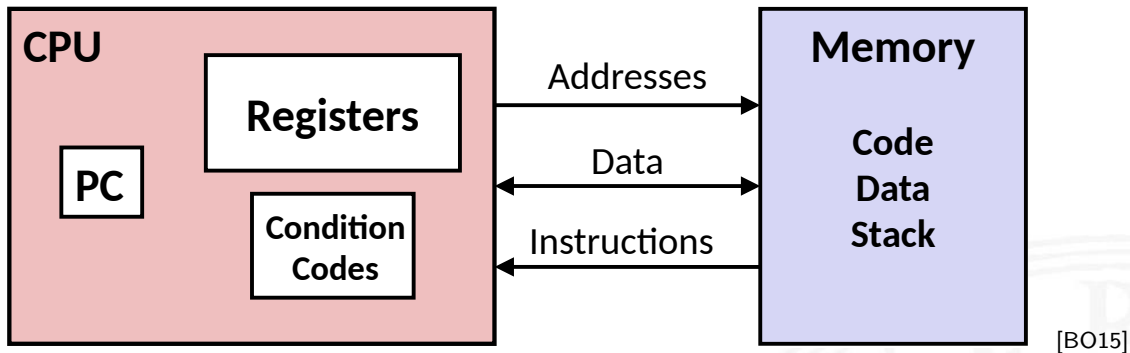 CPU
Registers
PC
Condition
Codes
Addresses
Data
Instructions
Memory
Code
Data
Stack
[BO15]